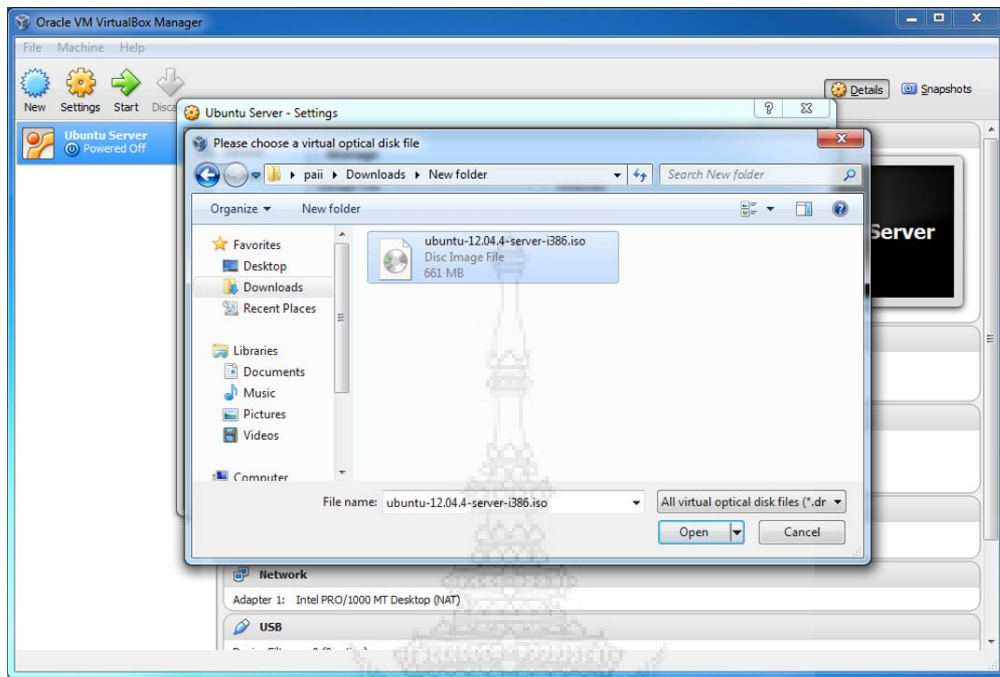 Oracle VM VirtualBox Manager
File Machine Help
New Settings Start Disca
Details Snapshots
Ubuntu Server
Powered Off
Ubuntu Server - Settings
Please choose a virtual optical disk file
paii Downloads New folder
Search New folder
Organize New folder
Favorites
Desktop
Downloads
Recent Places
Libraries
Documents
Music
Pictures
Videos
Computer
ubuntu-12.04.4-server-i386.iso
Disc Image File
661 MB
Server
File name: ubuntu-12.04.4-server-i386.iso
All virtual optical disk files (*.dr
Open Cancel
Network
Adapter 1: Intel PRO/1000 MT Desktop (NAT)
USB